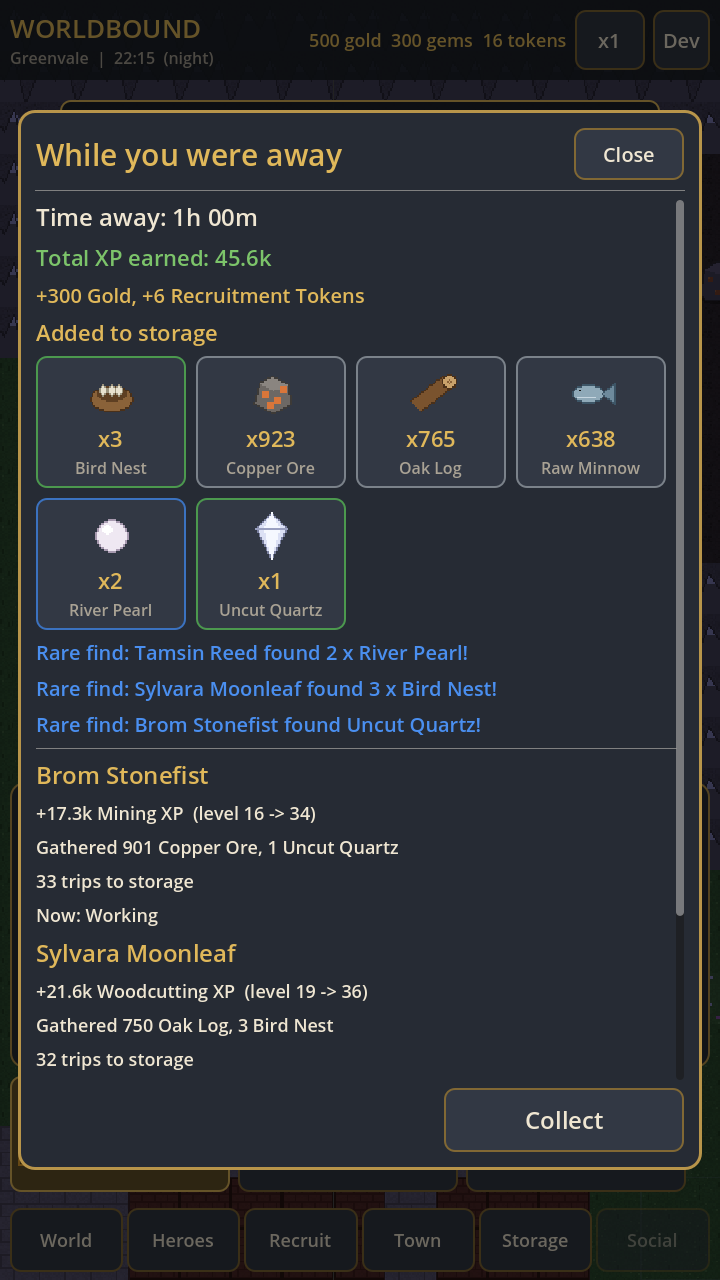 WORLDBOUND
Greenvale | 22:15 (night)
500 gold 300 gems 16 tokens
x1
Dev
While you were away
Close
Time away: 1h 00m
Total XP earned: 45.6k
+300 Gold, +6 Recruitment Tokens
Added to storage
x3
Bird Nest
x923
Copper Ore
x765
Oak Log
x638
Raw Minnow
x2
River Pearl
x1
Uncut Quartz
Rare find: Tamsin Reed found 2 x River Pearl!
Rare find: Sylvara Moonleaf found 3 x Bird Nest!
Rare find: Brom Stonefist found Uncut Quartz!
Brom Stonefist
+17.3k Mining XP (level 16 -> 34)
Gathered 901 Copper Ore, 1 Uncut Quartz
33 trips to storage
Now: Working
Sylvara Moonleaf
+21.6k Woodcutting XP (level 19 -> 36)
Gathered 750 Oak Log, 3 Bird Nest
32 trips to storage
Collect
World
Heroes
Recruit
Town
Storage
Social